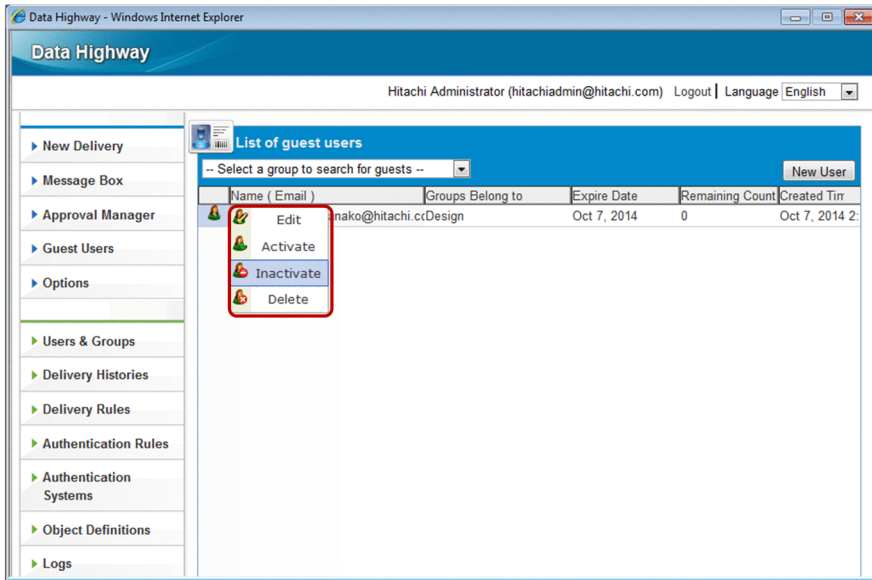 Data Highway - Windows Internet Explorer
Data Highway
Hitachi Administrator (hitachiadmin@hitachi.com) Logout | Language English
New Delivery
Message Box
Approval Manager
Guest Users
Options
Users & Groups
Delivery Histories
Delivery Rules
Authentication Rules
Authentication
Systems
Object Definitions
Logs
List of guest users
-- Select a group to search for guests --
New User
Name ( Email ) Groups Belong to Expire Date Remaining Count Created Tim
anako@hitachi.cc Design Oct 7, 2014 0 Oct 7, 2014 2:
Edit
Activate
Inactivate
Delete